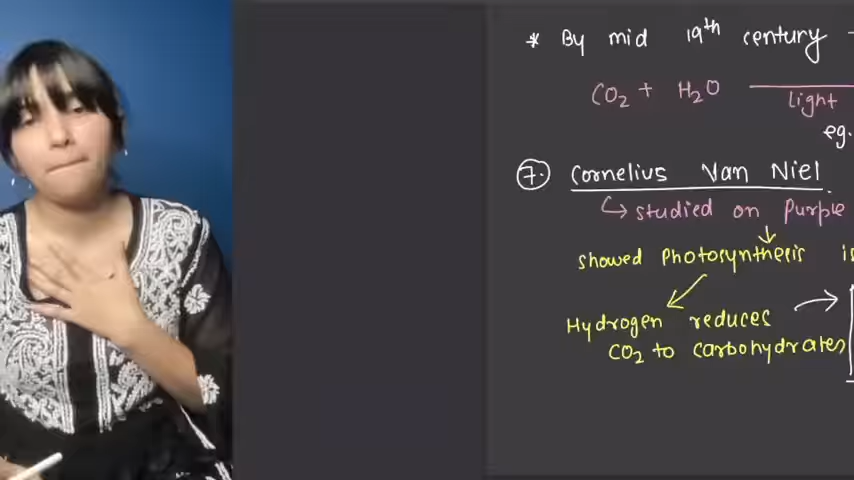 * By mid 19th century -
CO2 + H2O
light
eg.
7. Cornelius Van Niel
↳ studied on Purple
showed Photosynthesis is
Hydrogen reduces
CO2 to carbohydrates